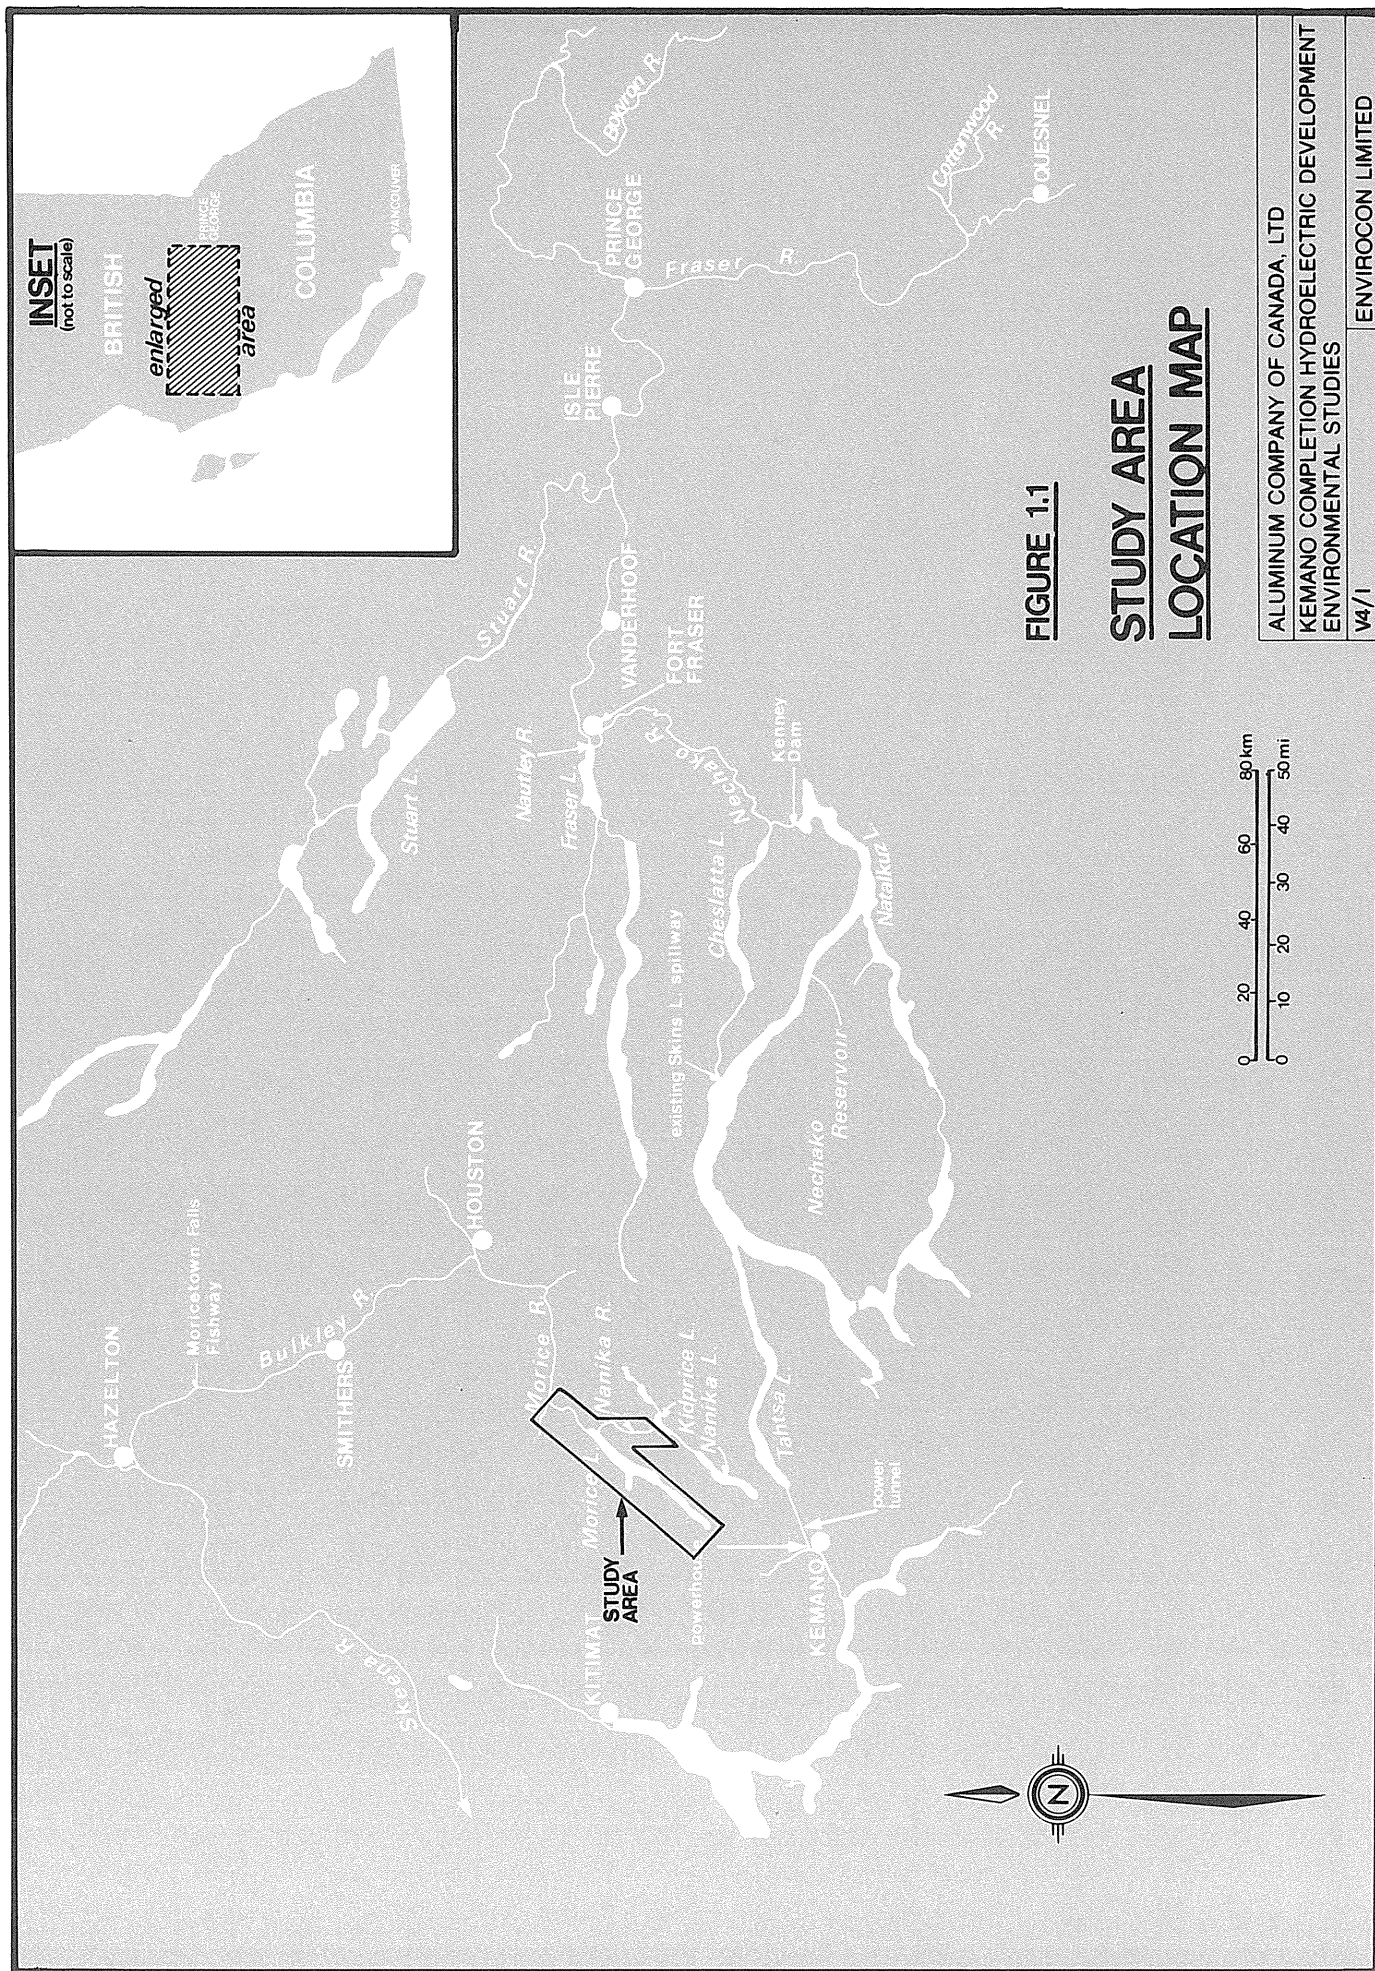 INSET
(not to scale)
BRITISH
enlarged
area
PRINCE
GEORGE
COLUMBIA
VANCOUVER
HAZELTON
Moricetown Falls
Fishway
Bulkley R.
SMITHERS
HOUSTON
Skeena R.
Morice R.
Nanika R.
Kidprice L.
Nanika L.
Morice L.
STUDY
AREA
KITIMAT
KEMANO
power
tunnel
Tahtsa L.
existing Skins L. spillway
Cheslatta L.
Nechako
Reservoir
Natalkuz L.
Kenney
Dam
Nechako R.
Stuart L.
Stuart R.
Nautley R.
Fraser L.
FORT
FRASER
VANDERHOOF
ISLE
PIERRE
PRINCE
GEORGE
Fraser R.
Bowron R.
Cottonwood
R.
QUESNEL
N
0 20 40 60 80 km
0 10 20 30 40 50 mi
FIGURE 1.1
STUDY AREA
LOCATION MAP
ALUMINUM COMPANY OF CANADA, LTD
KEMANO COMPLETION HYDROELECTRIC DEVELOPMENT
ENVIRONMENTAL STUDIES
V4/1
ENVIROCON LIMITED